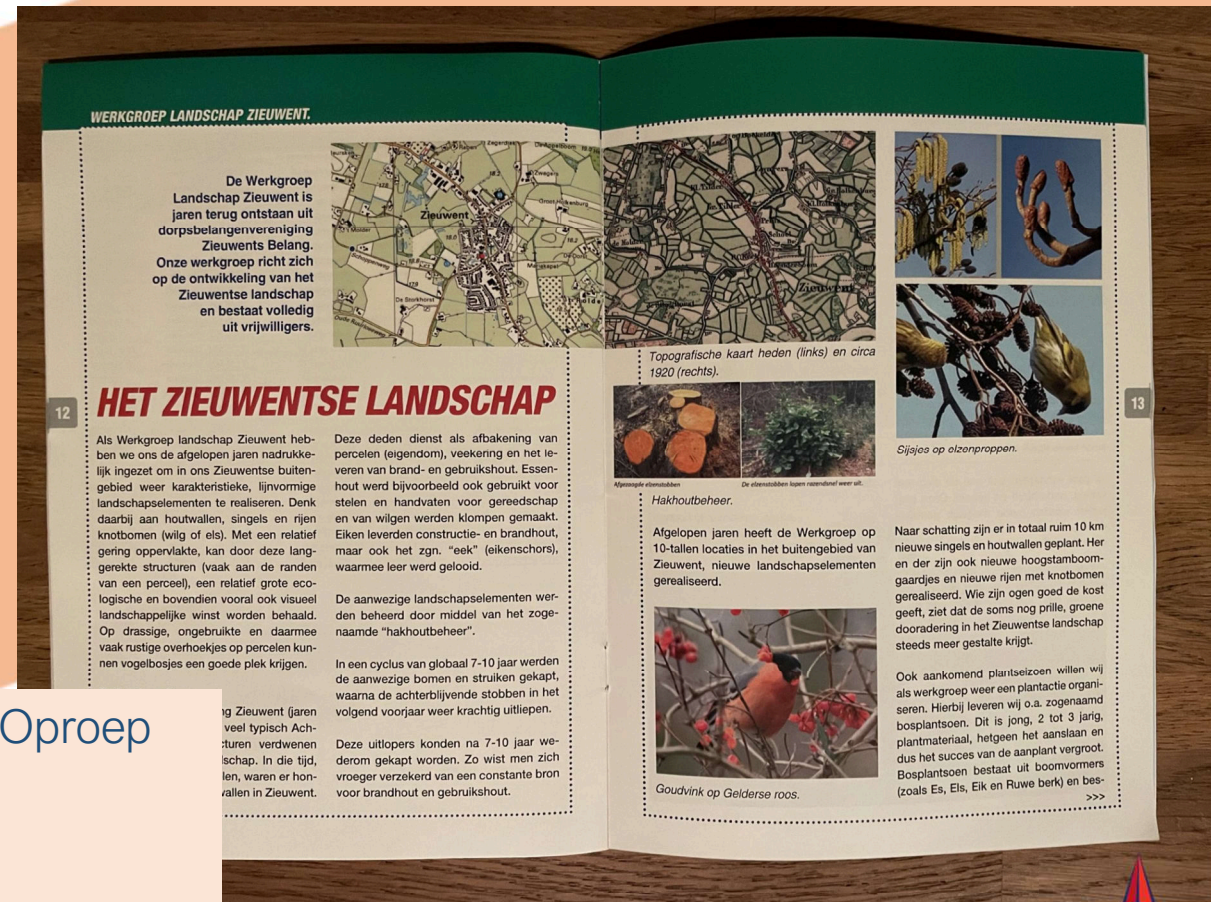 WERKGROEP LANDSCHAP ZIEUWENT.
De Werkgroep
Landschap Zieuwent is
jaren terug ontstaan uit
dorpsbelangenvereniging
Zieuwents Belang.
Onze werkgroep richt zich
op de ontwikkeling van het
Zieuwentse landschap
en bestaat volledig
uit vrijwilligers.
Zieuwent
De Storkhorst
Zieuwent
HET ZIEUWENTSE LANDSCHAP
12
Als Werkgroep landschap Zieuwent heb-
ben we ons de afgelopen jaren nadrukke-
lijk ingezet om in ons Zieuwentse buiten-
gebied weer karakteristieke, lijnvormige
landschapselementen te realiseren. Denk
daarbij aan houtwallen, singels en rijen
knotbomen (wilg of els). Met een relatief
gering oppervlakte, kan door deze lang-
gerekte structuren (vaak aan de randen
van een perceel), een relatief grote eco-
logische en bovendien vooral ook visueel
landschappelijke winst worden behaald.
Op drassige, ongebruikte en daarmee
vaak rustige overhoekjes op percelen kun-
nen vogelbosjes een goede plek krijgen.
ng Zieuwent (jaren
veel typisch Ach-
cturen verdwenen
schap. In die tijd,
len, waren er hon-
vallen in Zieuwent.
Deze deden dienst als afbakening van
percelen (eigendom), veekering en het le-
veren van brand- en gebruikshout. Essen-
hout werd bijvoorbeeld ook gebruikt voor
stelen en handvaten voor gereedschap
en van wilgen werden klompen gemaakt.
Eiken leverden constructie- en brandhout,
maar ook het zgn. “eek” (eikenschors),
waarmee leer werd gelooid.
De aanwezige landschapselementen wer-
den beheerd door middel van het zoge-
naamde “hakhoutbeheer”.
In een cyclus van globaal 7-10 jaar werden
de aanwezige bomen en struiken gekapt,
waarna de achterblijvende stobben in het
volgend voorjaar weer krachtig uitliepen.
Deze uitlopers konden na 7-10 jaar we-
derom gekapt worden. Zo wist men zich
vroeger verzekerd van een constante bron
voor brandhout en gebruikshout.
Topografische kaart heden (links) en circa
1920 (rechts).
Afgezaagde elzenstobben
De elzenstobben lopen razendsnel weer uit.
Hakhoutbeheer.
Afgelopen jaren heeft de Werkgroep op
10-tallen locaties in het buitengebied van
Zieuwent, nieuwe landschapselementen
gerealiseerd.
Goudvink op Gelderse roos.
Sijsjes op elzenproppen.
13
Naar schatting zijn er in totaal ruim 10 km
nieuwe singels en houtwallen geplant. Her
en der zijn ook nieuwe hoogstamboom-
gaardjes en nieuwe rijen met knotbomen
gerealiseerd. Wie zijn ogen goed de kost
geeft, ziet dat de soms nog prille, groene
dooradering in het Zieuwentse landschap
steeds meer gestalte krijgt.
Ook aankomend plantseizoen willen wij
als werkgroep weer een plantactie organi-
seren. Hierbij leveren wij o.a. zogenaamd
bosplantsoen. Dit is jong, 2 tot 3 jarig,
plantmateriaal, hetgeen het aanslaan en
dus het succes van de aanplant vergroot.
Bosplantsoen bestaat uit boomvormers
(zoals Es, Els, Eik en Ruwe berk) en bes-
>>>
Oproep